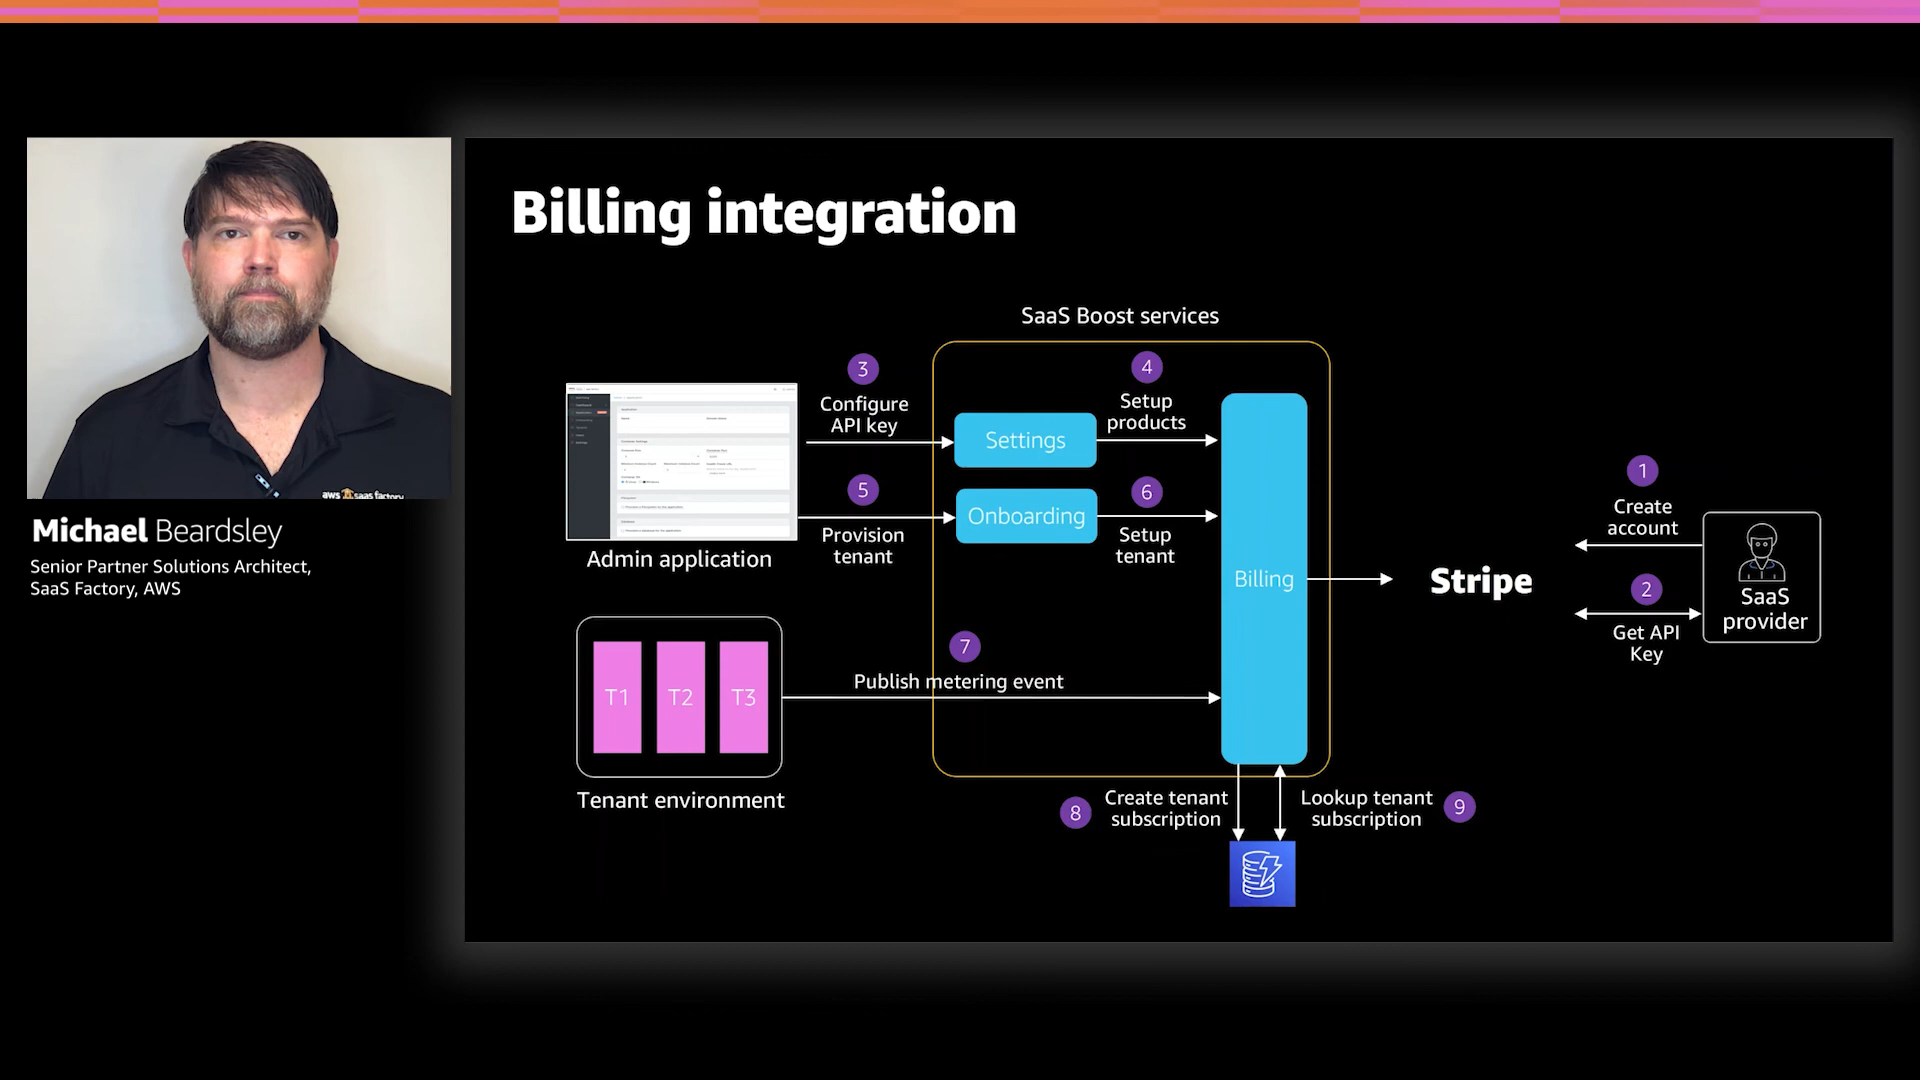 Billing integration
SaaS Boost services
3
Configure
API key
4
Setup
products
Settings
5
Provision
tenant
Onboarding
6
Setup
tenant
Admin application
Billing
Stripe
1
Create
account
2
Get API
Key
SaaS
provider
7
Publish metering event
T1
T2
T3
Tenant environment
8
Create tenant
subscription
Lookup tenant
subscription
9
aws saas factory
Michael Beardsley
Senior Partner Solutions Architect,
SaaS Factory, AWS